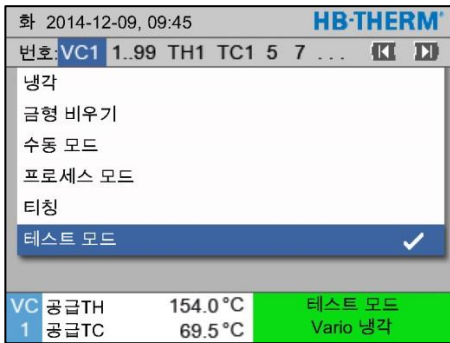 화 2014-12-09, 09:45 HB-THERM®
번호: VC1 1..99 TH1 TC1 5 7 ...
냉각
금형 비우기
수동 모드
프로세스 모드
티칭
테스트 모드
VC 공급TH 154.0 °C 테스트 모드
1 공급TC 69.5 °C Vario 냉각